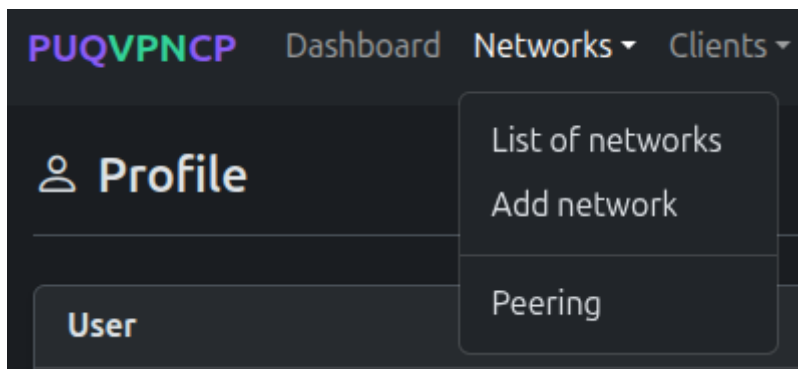 PUQVPNCP Dashboard Networks Clients
Profile
List of networks
Add network
Peering
User